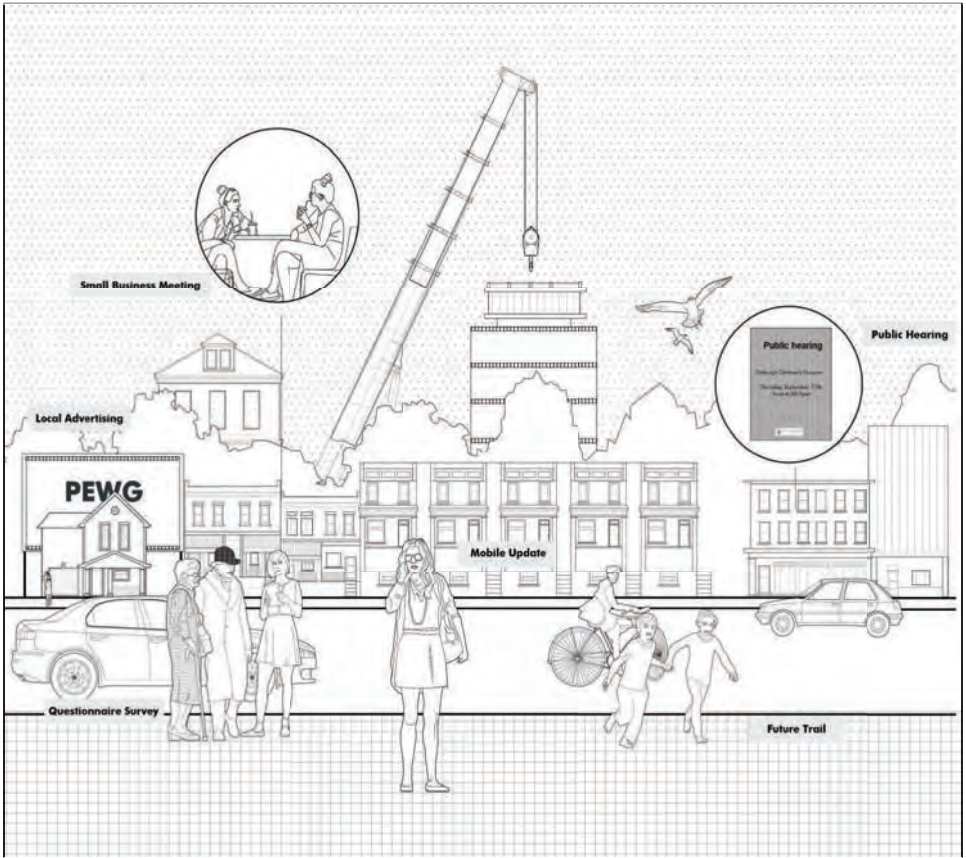 Small Business Meeting
Public Hearing
Public hearing
Local Advertising
PEWG
Mobile Update
Questionnaire Survey
Future Trail